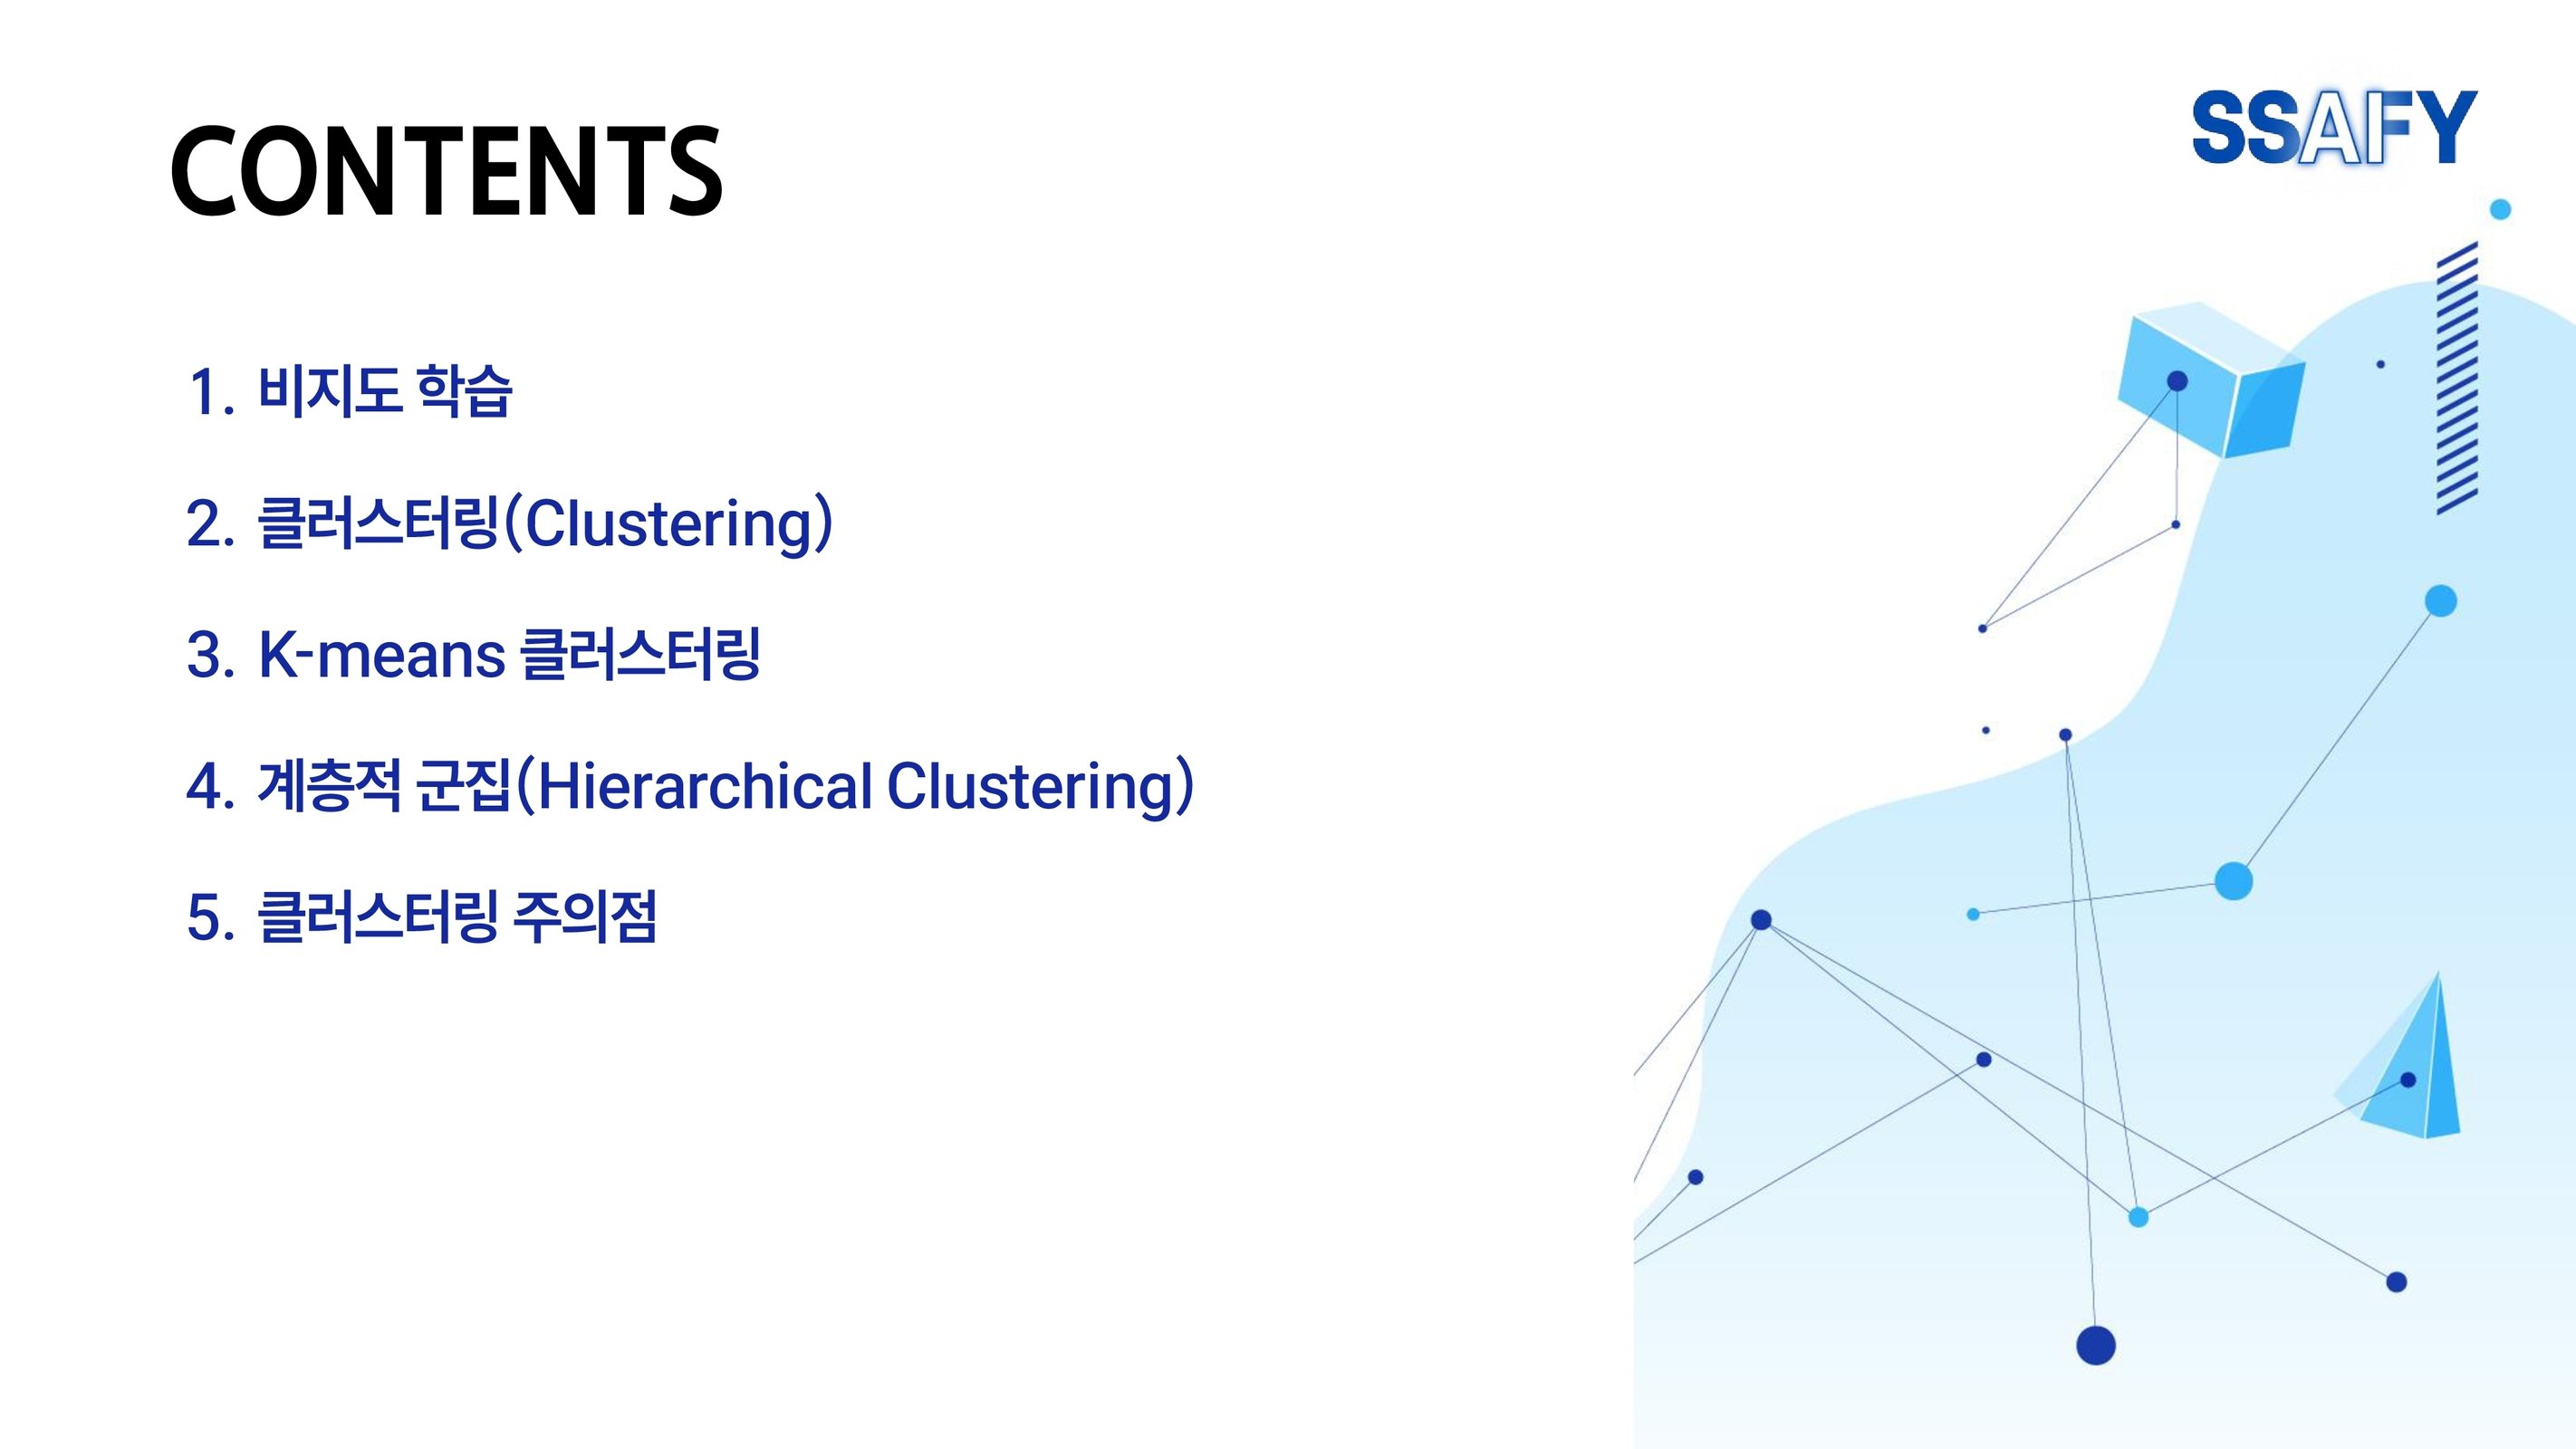 CONTENTS
SSAFY
1. 비지도 학습
2. 클러스터링(Clustering)
3. K-means 클러스터링
4. 계층적 군집(Hierarchical Clustering)
5. 클러스터링 주의점